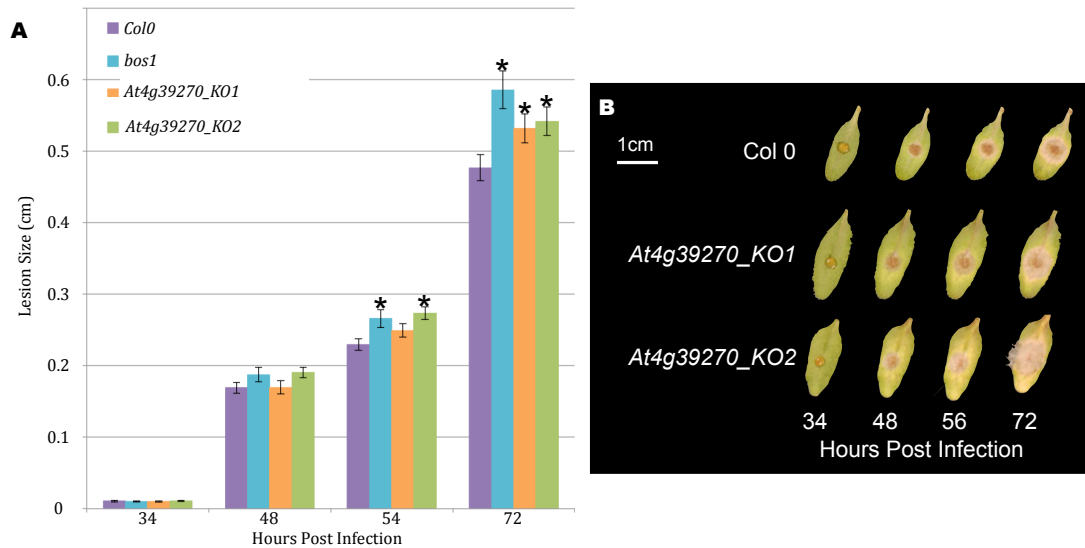 A
Col0
bos1
At4g39270_KO1
At4g39270_KO2
Lesion Size (cm)
0.6
0.5
0.4
0.3
0.2
0.1
0
* * * * *
34 48 54 72
Hours Post Infection
B
1cm
Col 0
At4g39270_KO1
At4g39270_KO2
34 48 56 72
Hours Post Infection